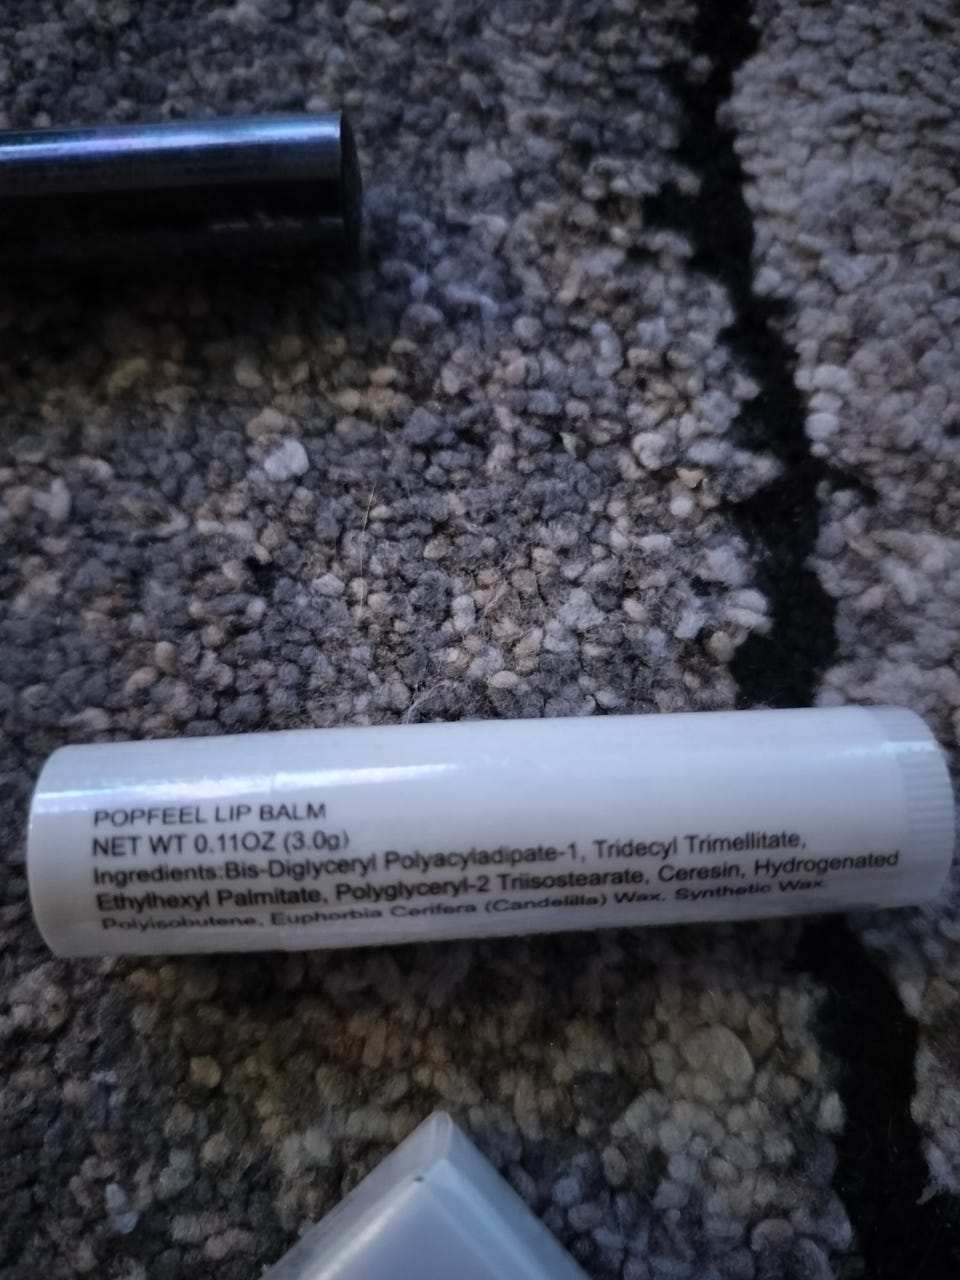 POPFEEL LIP BALM
NET WT 0.11OZ (3.0g)
Ingredients:Bis-Diglyceryl Polyacyladipate-1, Tridecyl Trimellitate,
Ethylhexyl Palmitate, Polyglyceryl-2 Triisostearate, Ceresin, Hydrogenated
Polyisobutene, Euphorbia Cerifera (Candelilla) Wax, Synthetic Wax,